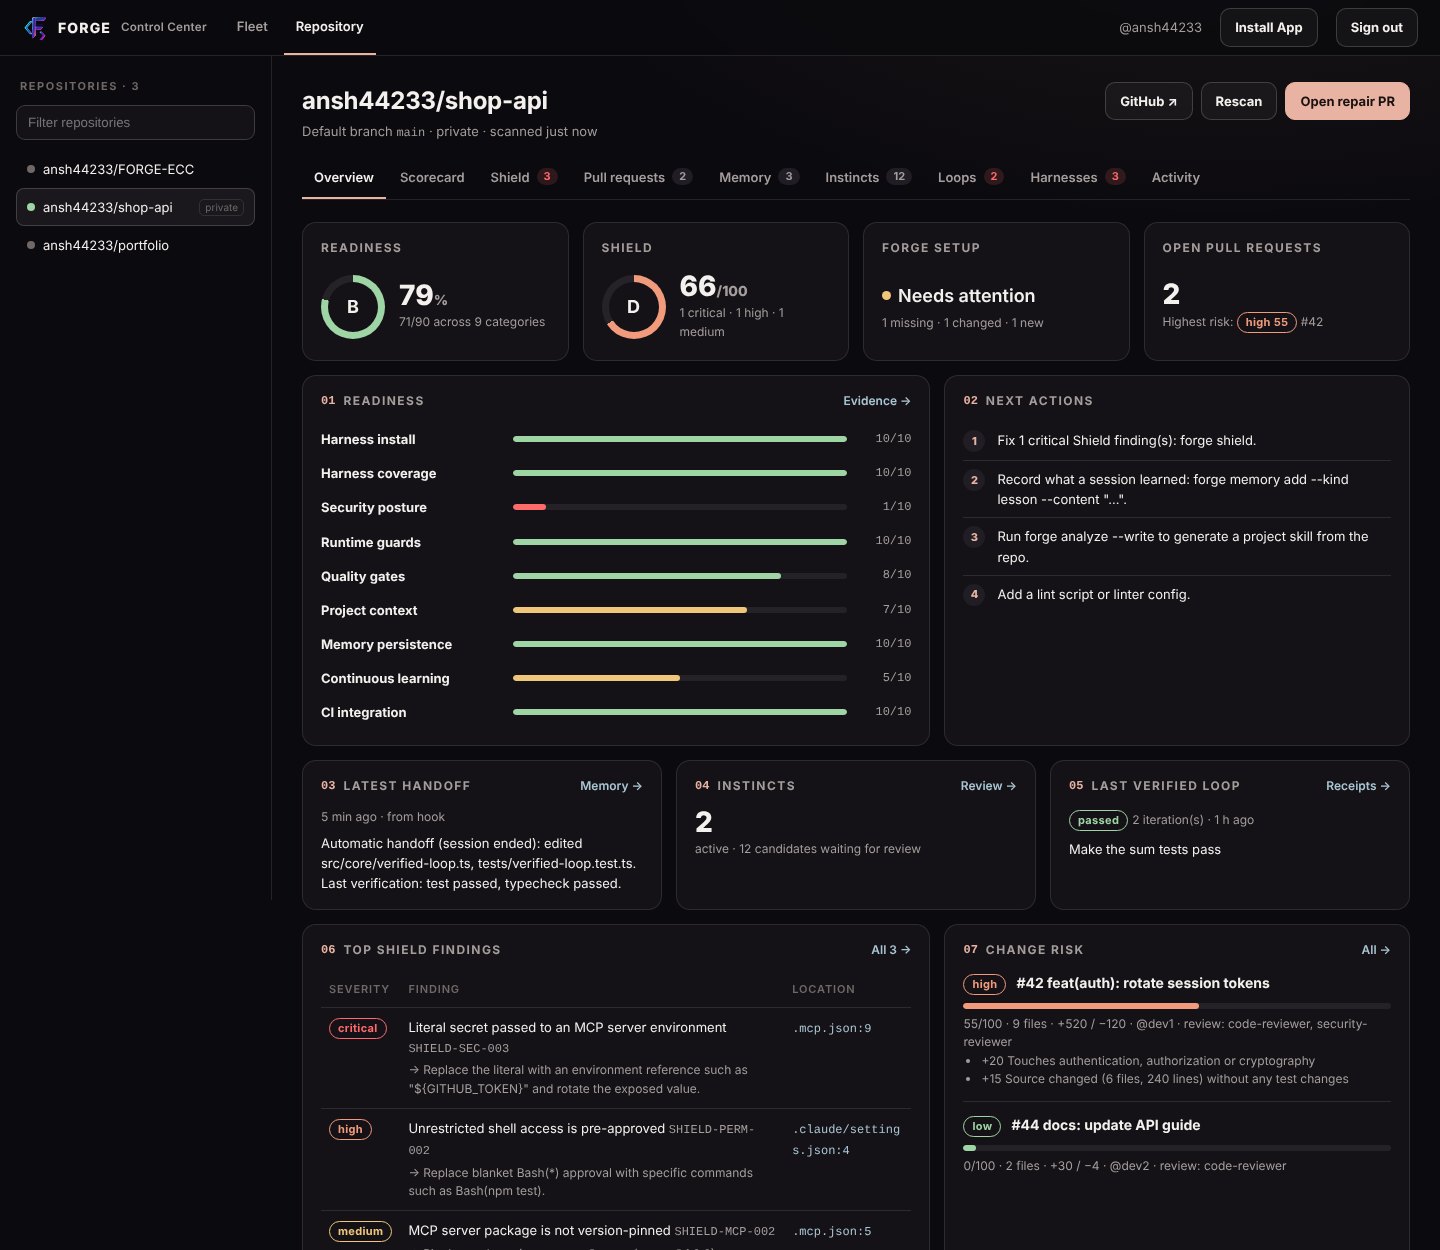 FORGE Control Center Fleet Repository @ansh44233 Install App Sign out
REPOSITORIES · 3
Filter repositories
ansh44233/FORGE-ECC
ansh44233/shop-api private
ansh44233/portfolio
ansh44233/shop-api
GitHub ↗ Rescan Open repair PR
Default branch main · private · scanned just now
Overview Scorecard Shield 3 Pull requests 2 Memory 3 Instincts 12 Loops 2 Harnesses 3 Activity
READINESS
B
79%
71/90 across 9 categories
SHIELD
D
66/100
1 critical · 1 high · 1
medium
FORGE SETUP
Needs attention
1 missing · 1 changed · 1 new
OPEN PULL REQUESTS
2
Highest risk: high 55 #42
01 READINESS Evidence →
Harness install 10/10
Harness coverage 10/10
Security posture 1/10
Runtime guards 10/10
Quality gates 8/10
Project context 7/10
Memory persistence 10/10
Continuous learning 5/10
CI integration 10/10
02 NEXT ACTIONS
1 Fix 1 critical Shield finding(s): forge shield.
2 Record what a session learned: forge memory add --kind
lesson --content "...".
3 Run forge analyze --write to generate a project skill from the
repo.
4 Add a lint script or linter config.
03 LATEST HANDOFF Memory →
5 min ago · from hook
Automatic handoff (session ended): edited
src/core/verified-loop.ts, tests/verified-loop.test.ts.
Last verification: test passed, typecheck passed.
04 INSTINCTS Review →
2
active · 12 candidates waiting for review
05 LAST VERIFIED LOOP Receipts →
passed 2 iteration(s) · 1 h ago
Make the sum tests pass
06 TOP SHIELD FINDINGS All 3 →
SEVERITY FINDING LOCATION
critical Literal secret passed to an MCP server environment .mcp.json:9
SHIELD-SEC-003
→ Replace the literal with an environment reference such as
"${GITHUB_TOKEN}" and rotate the exposed value.
high Unrestricted shell access is pre-approved SHIELD-PERM- .claude/setting
002 s.json:4
→ Replace blanket Bash(*) approval with specific commands
such as Bash(npm test).
medium MCP server package is not version-pinned SHIELD-MCP-002 .mcp.json:5
07 CHANGE RISK All →
high #42 feat(auth): rotate session tokens
55/100 · 9 files · +520 / −120 · @dev1 · review: code-reviewer, security-
reviewer
• +20 Touches authentication, authorization or cryptography
• +15 Source changed (6 files, 240 lines) without any test changes
low #44 docs: update API guide
0/100 · 2 files · +30 / −4 · @dev2 · review: code-reviewer